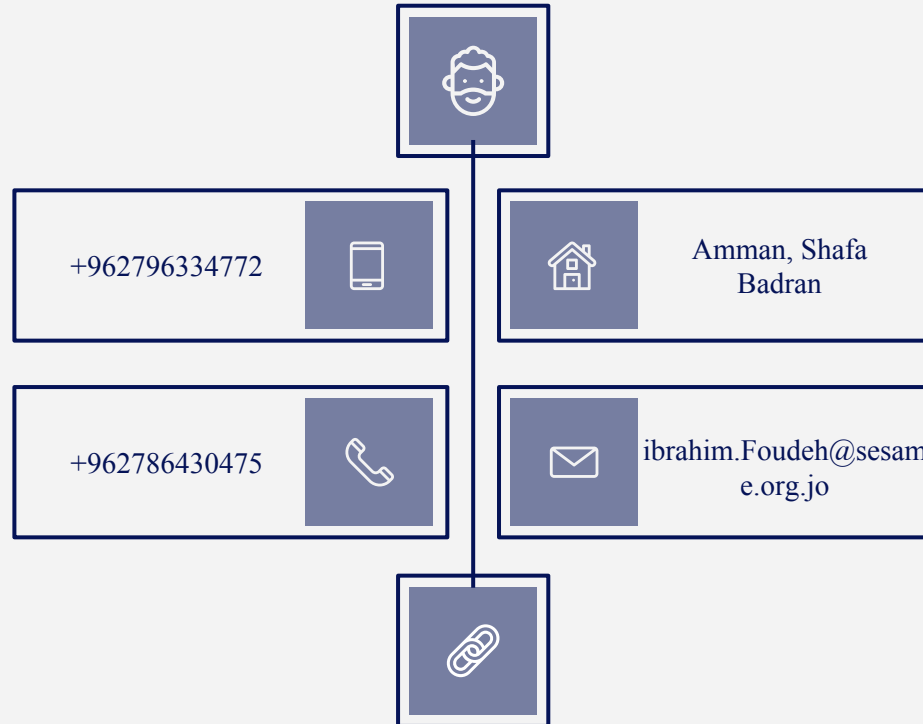 +962796334772
Amman, Shafa
Badran
+962786430475
ibrahim.Foudeh@sesam
e.org.jo